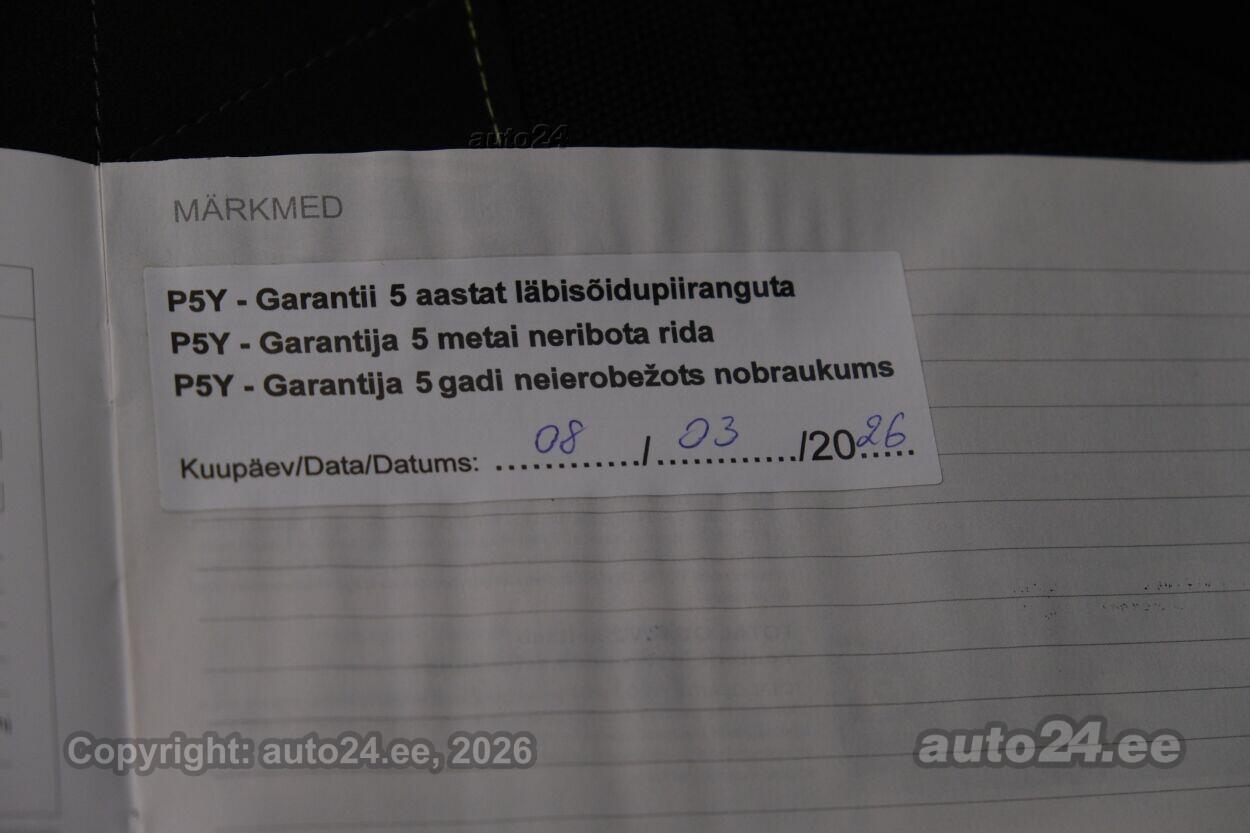 auto24
MÄRKMED
P5Y - Garantii 5 aastat läbisõidupiiranguta
P5Y - Garantija 5 metai neribota rida
P5Y - Garantija 5 gadi neierobežots nobraukums
Kuupäev/Data/Datums: ............/............/20.....
08 03 26
Copyright: auto24.ee, 2026
auto24.ee